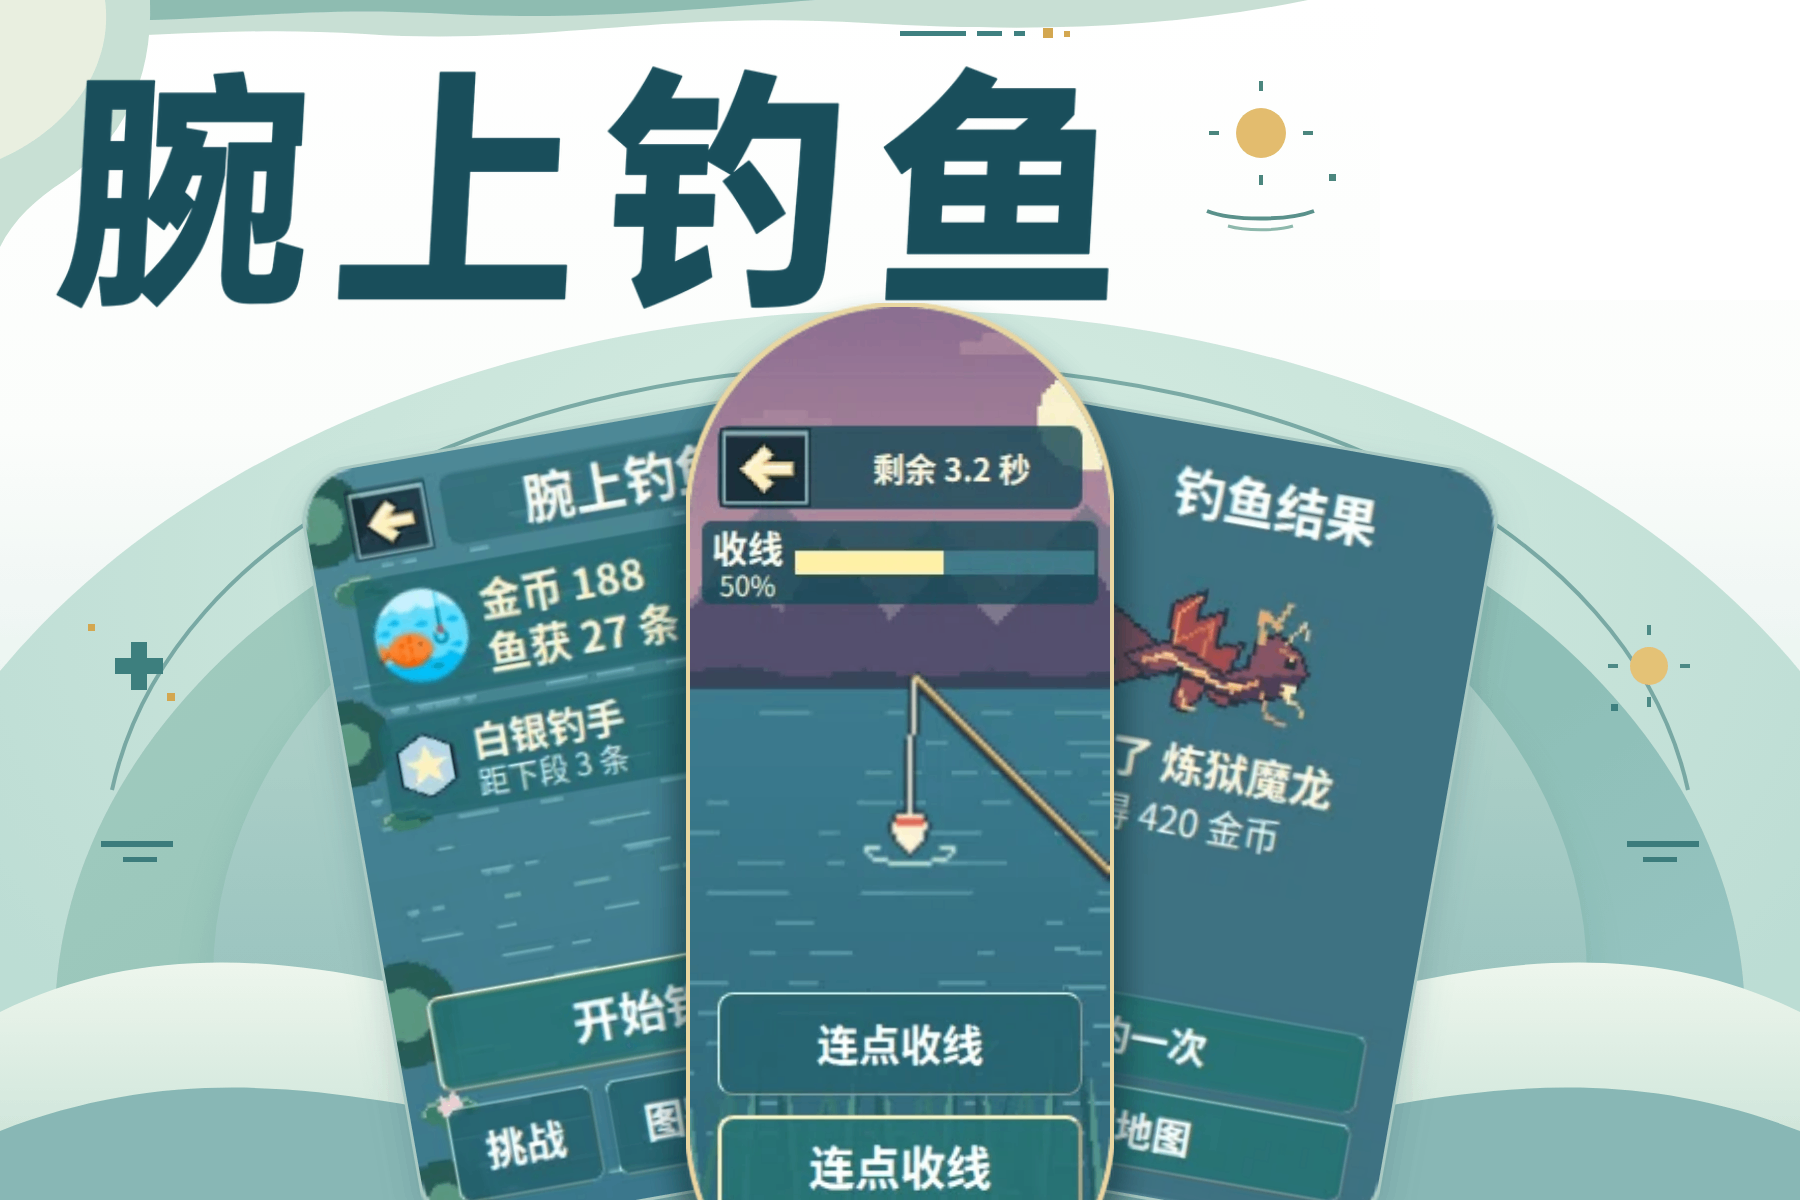 腕上钓鱼
腕上钓
金币 188
鱼获 27 条
白银钓手
距下段 3 条
开始
挑战
剩余 3.2 秒
收线
50%
连点收线
连点收线
钓鱼结果
了 炼狱魔龙
420 金币
一次
地图